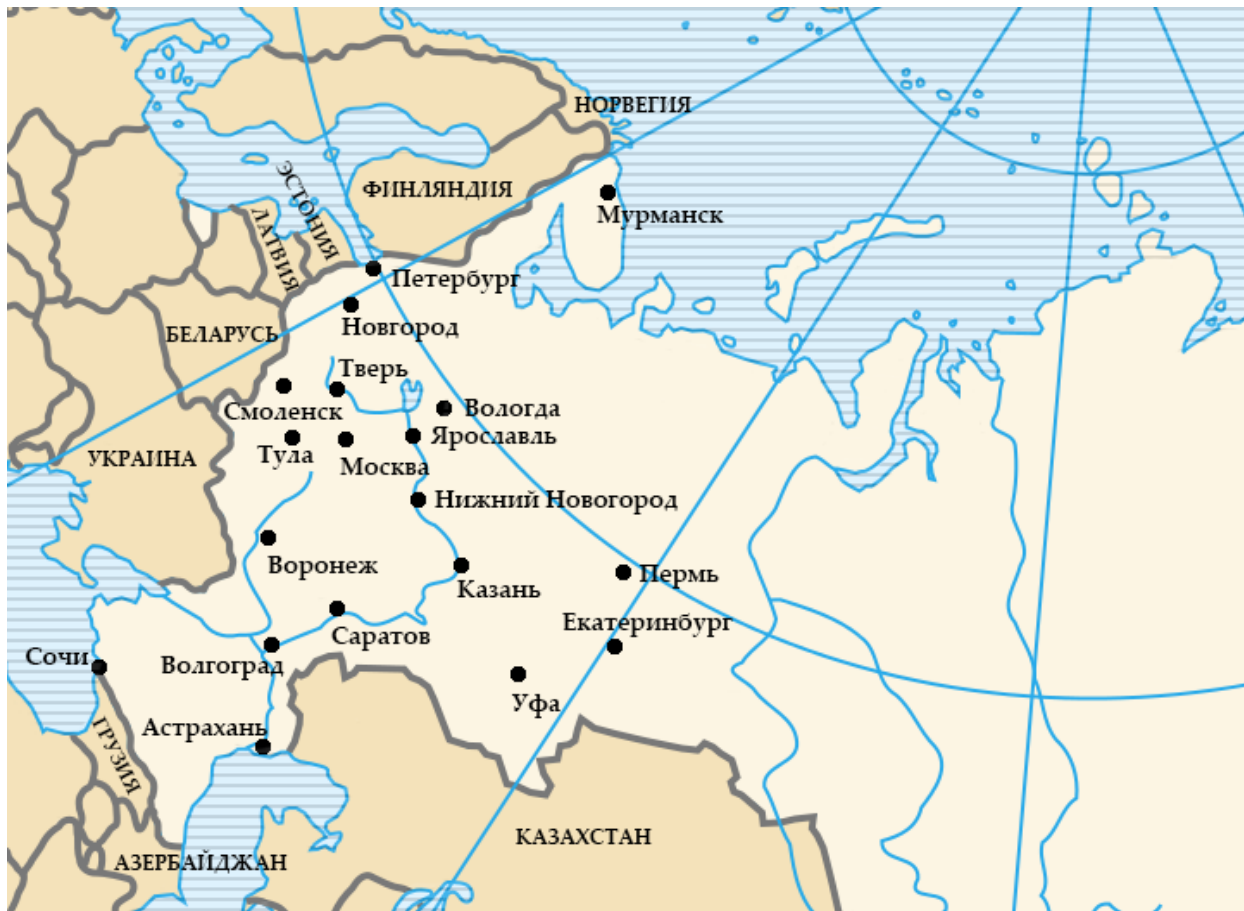 НОРВЕГИЯ
ЭСТОНИЯ
ФИНЛЯНДИЯ
Мурманск
ЛАТВИЯ
Петербург
Новгород
БЕЛАРУСЬ
Тверь
Смоленск
Вологда
Ярославль
Тула
Москва
УКРАИНА
Нижний Новогород
Воронеж
Казань
Пермь
Екатеринбург
Саратов
Сочи
Волгоград
Уфа
Астрахань
ГРУЗИЯ
КАЗАХСТАН
АЗЕРБАЙДЖАН